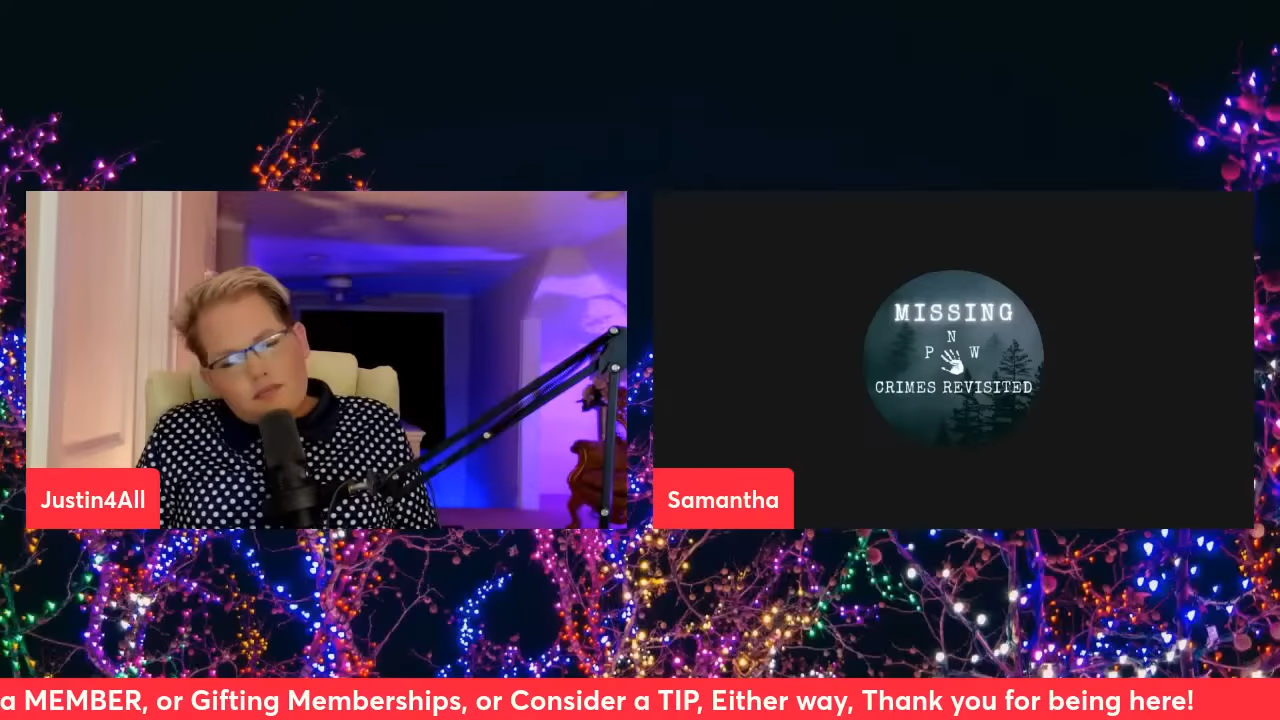 MISSING
N
P W
CRIMES REVISITED
Justin4All
Samantha
a MEMBER, or Gifting Memberships, or Consider a TIP, Either way, Thank you for being here!